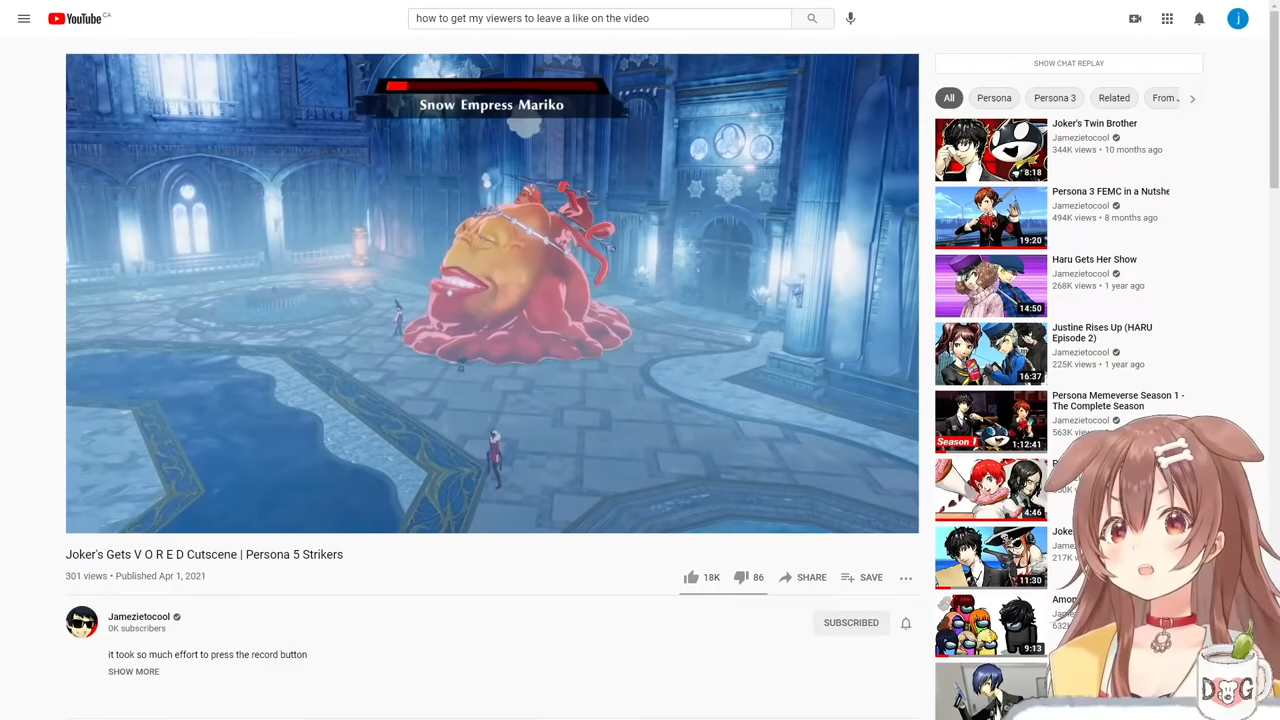 YouTube CA
how to get my viewers to leave a like on the video
j
Snow Empress Mariko
Joker's Gets V O R E D Cutscene | Persona 5 Strikers
301 views • Published Apr 1, 2021
18K
86
SHARE
SAVE
Jamezietocool
0K subscribers
SUBSCRIBED
it took so much effort to press the record button
SHOW MORE
SHOW CHAT REPLAY
All
Persona
Persona 3
Related
From
Joker's Twin Brother
Jamezietocool
344K views • 10 months ago
8:18
Persona 3 FEMC in a Nutshe
Jamezietocool
494K views • 8 months ago
19:20
Haru Gets Her Show
Jamezietocool
268K views • 1 year ago
14:50
Justine Rises Up (HARU
Episode 2)
Jamezietocool
225K views • 1 year ago
16:37
Persona Memeverse Season 1 -
The Complete Season
Jamezietocool
563K
Season 1
1:12:41
4:46
Joke
Jame
217K
11:30
Amon
Jame
632K
9:13
DOG